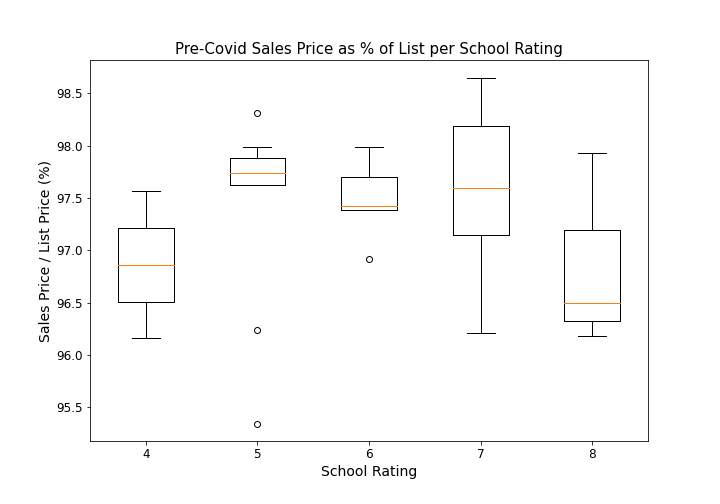 Pre-Covid Sales Price as % of List per School Rating
Sales Price / List Price (%)
98.5
98.0
97.5
97.0
96.5
96.0
95.5
4 5 6 7 8
School Rating